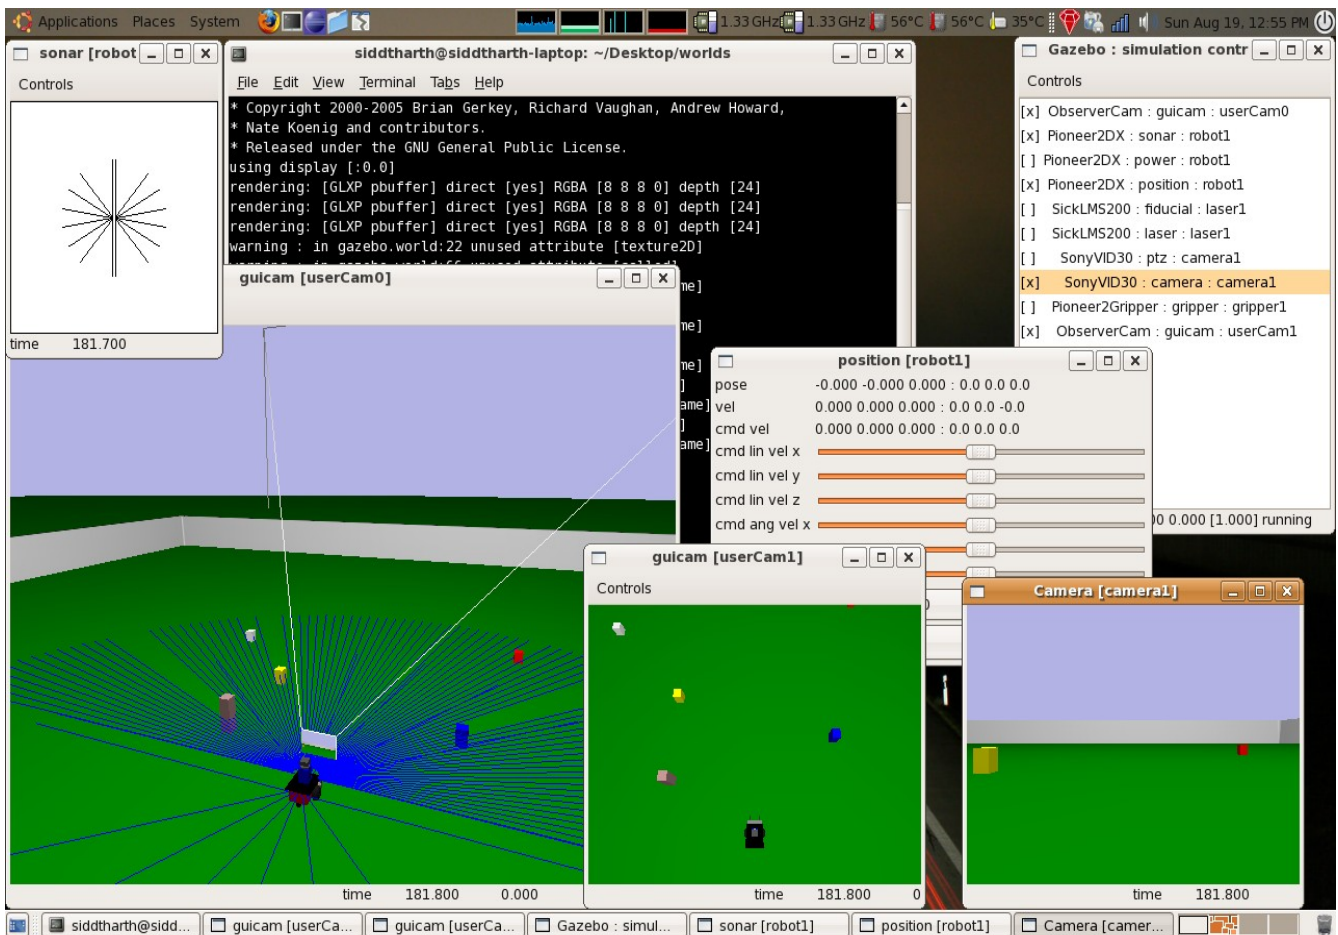 Applications Places System
1.33 GHz 1.33 GHz 56°C 56°C 35°C Sun Aug 19, 12:55 PM
sonar [robot
Controls
time 181.700
siddtharth@siddtharth-laptop: ~/Desktop/worlds
File Edit View Terminal Tabs Help
* Copyright 2000-2005 Brian Gerkey, Richard Vaughan, Andrew Howard,
* Nate Koenig and contributors.
* Released under the GNU General Public License.
using display [:0.0]
rendering: [GLXP pbuffer] direct [yes] RGBA [8 8 8 0] depth [24]
rendering: [GLXP pbuffer] direct [yes] RGBA [8 8 8 0] depth [24]
rendering: [GLXP pbuffer] direct [yes] RGBA [8 8 8 0] depth [24]
warning : in gazebo.world:22 unused attribute [texture2D]
me]
me]
me]
]
ame]
]
ame]
Gazebo : simulation contr
Controls
[x] ObserverCam : guicam : userCam0
[x] Pioneer2DX : sonar : robot1
[ ] Pioneer2DX : power : robot1
[x] Pioneer2DX : position : robot1
[ ] SickLMS200 : fiducial : laser1
[ ] SickLMS200 : laser : laser1
[ ] SonyVID30 : ptz : camera1
[x] SonyVID30 : camera : camera1
[ ] Pioneer2Gripper : gripper : gripper1
[x] ObserverCam : guicam : userCam1
00 0.000 [1.000] running
guicam [userCam0]
time 181.800 0.000
position [robot1]
pose -0.000 -0.000 0.000 : 0.0 0.0 0.0
vel 0.000 0.000 0.000 : 0.0 0.0 -0.0
cmd vel 0.000 0.000 0.000 : 0.0 0.0 0.0
cmd lin vel x
cmd lin vel y
cmd lin vel z
cmd ang vel x
guicam [userCam1]
Controls
time 181.800 0
Camera [camera1]
time 181.800
siddtharth@sidd... guicam [userCa... guicam [userCa... Gazebo : simul... sonar [robot1] position [robot1] Camera [camer...